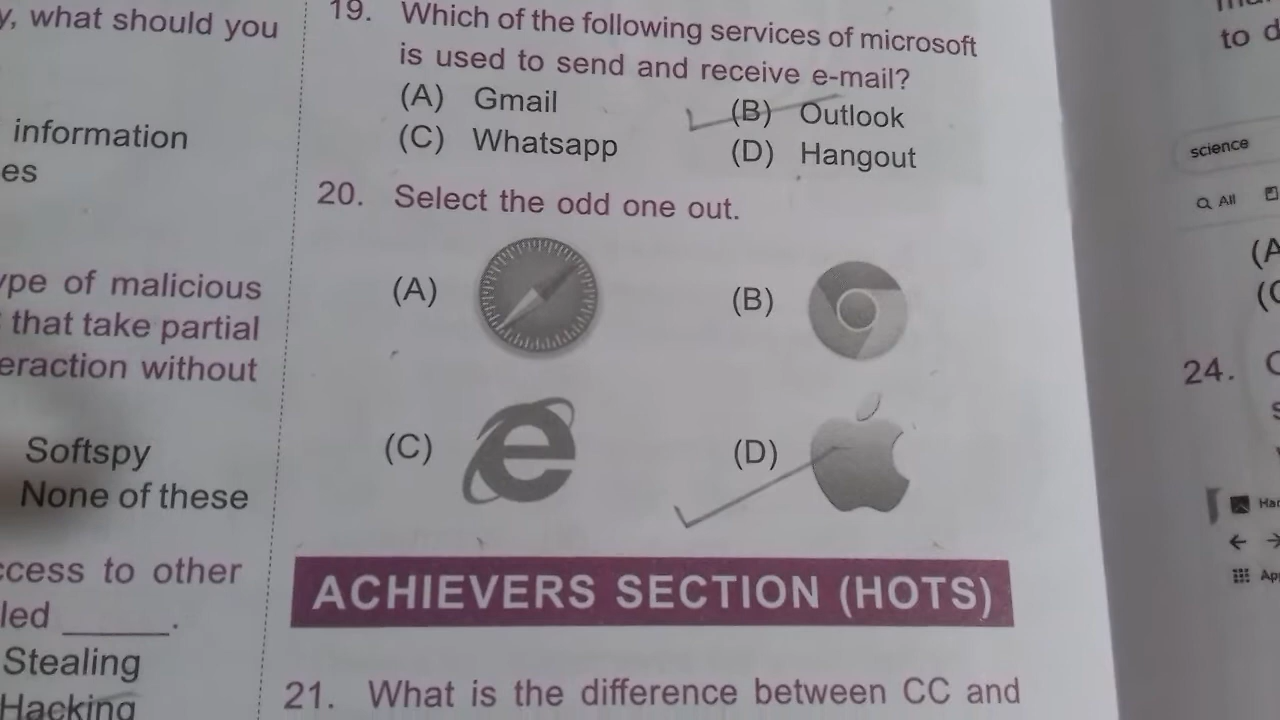 y, what should you
information
es
ype of malicious
that take partial
eraction without
Softspy
None of these
ccess to other
led ______.
Stealing
Hacking
19. Which of the following services of microsoft
is used to send and receive e-mail?
(A) Gmail (B) Outlook
(C) Whatsapp (D) Hangout
20. Select the odd one out.
(A) (B)
(C) (D)
ACHIEVERS SECTION (HOTS)
21. What is the difference between CC and
to d
science
All
(A
(C
24.
Har
App